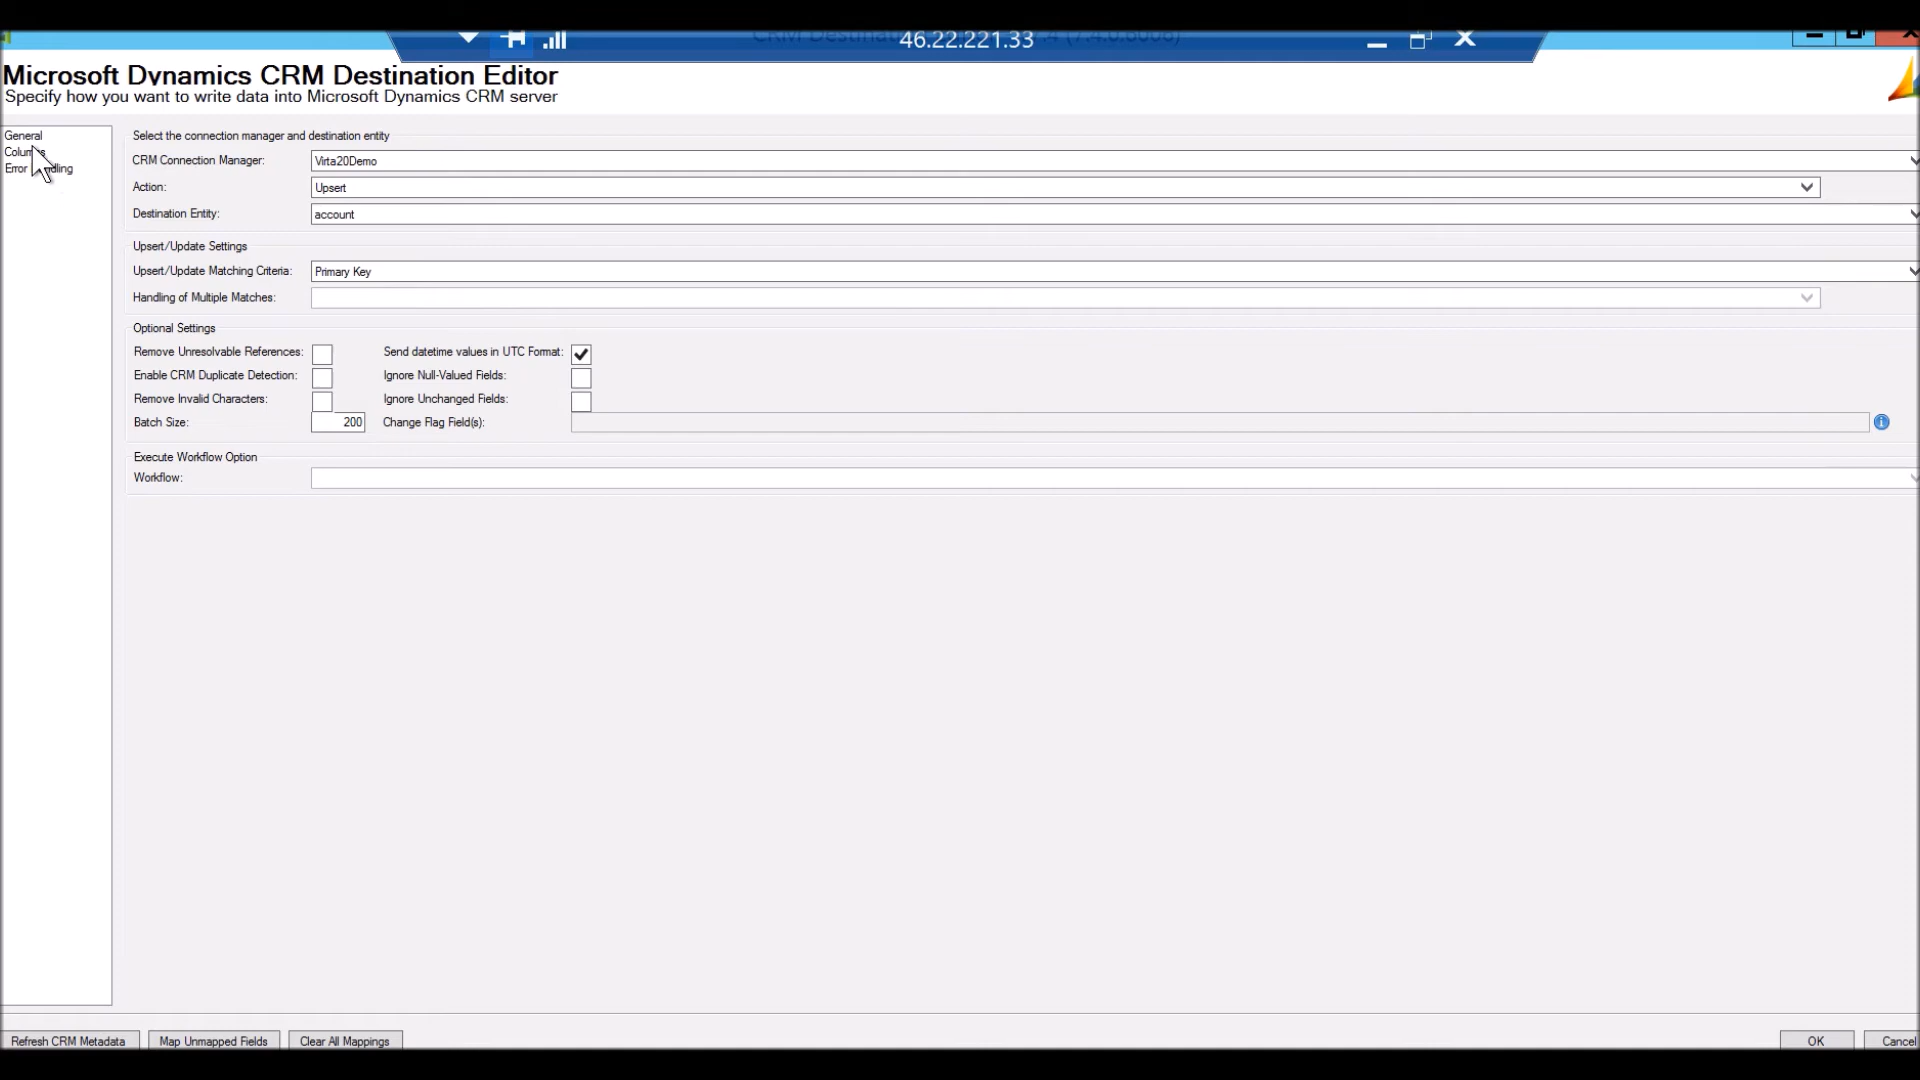 46.22.221.33
Microsoft Dynamics CRM Destination Editor
Specify how you want to write data into Microsoft Dynamics CRM server
General
Columns
Error
Select the connection manager and destination entity
CRM Connection Manager: Virta20Demo
Action: Upsert
Destination Entity: account
Upsert/Update Settings
Upsert/Update Matching Criteria: Primary Key
Handling of Multiple Matches:
Optional Settings
Remove Unresolvable References: Send datetime values in UTC Format:
Enable CRM Duplicate Detection: Ignore Null-Valued Fields:
Remove Invalid Characters: Ignore Unchanged Fields:
Batch Size: 200 Change Flag Field(s):
Execute Workflow Option
Workflow:
Refresh CRM Metadata Map Unmapped Fields Clear All Mappings OK Cancel